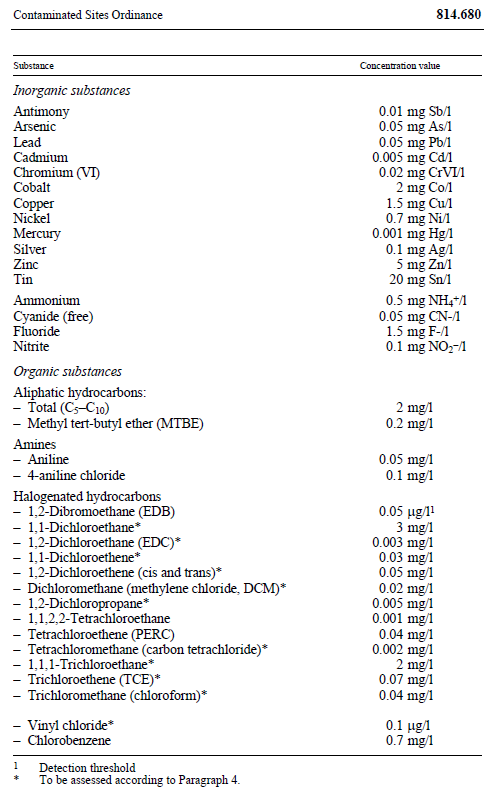 Contaminated Sites Ordinance 814.680
Substance Concentration value
Inorganic substances
Antimony 0.01 mg Sb/l
Arsenic 0.05 mg As/l
Lead 0.05 mg Pb/l
Cadmium 0.005 mg Cd/l
Chromium (VI) 0.02 mg CrVI/l
Cobalt 2 mg Co/l
Copper 1.5 mg Cu/l
Nickel 0.7 mg Ni/l
Mercury 0.001 mg Hg/l
Silver 0.1 mg Ag/l
Zinc 5 mg Zn/l
Tin 20 mg Sn/l
Ammonium 0.5 mg NH₄⁺/l
Cyanide (free) 0.05 mg CN-/l
Fluoride 1.5 mg F-/l
Nitrite 0.1 mg NO₂⁻/l
Organic substances
Aliphatic hydrocarbons:
– Total (C₅–C₁₀) 2 mg/l
– Methyl tert-butyl ether (MTBE) 0.2 mg/l
Amines
– Aniline 0.05 mg/l
– 4-aniline chloride 0.1 mg/l
Halogenated hydrocarbons
– 1,2-Dibromoethane (EDB) 0.05 µg/l¹
– 1,1-Dichloroethane* 3 mg/l
– 1,2-Dichloroethane (EDC)* 0.003 mg/l
– 1,1-Dichloroethene* 0.03 mg/l
– 1,2-Dichloroethene (cis and trans)* 0.05 mg/l
– Dichloromethane (methylene chloride, DCM)* 0.02 mg/l
– 1,2-Dichloropropane* 0.005 mg/l
– 1,1,2,2-Tetrachloroethane 0.001 mg/l
– Tetrachloroethene (PERC) 0.04 mg/l
– Tetrachloromethane (carbon tetrachloride)* 0.002 mg/l
– 1,1,1-Trichloroethane* 2 mg/l
– Trichloroethene (TCE)* 0.07 mg/l
– Trichloromethane (chloroform)* 0.04 mg/l
– Vinyl chloride* 0.1 µg/l
– Chlorobenzene 0.7 mg/l
1 Detection threshold
* To be assessed according to Paragraph 4.